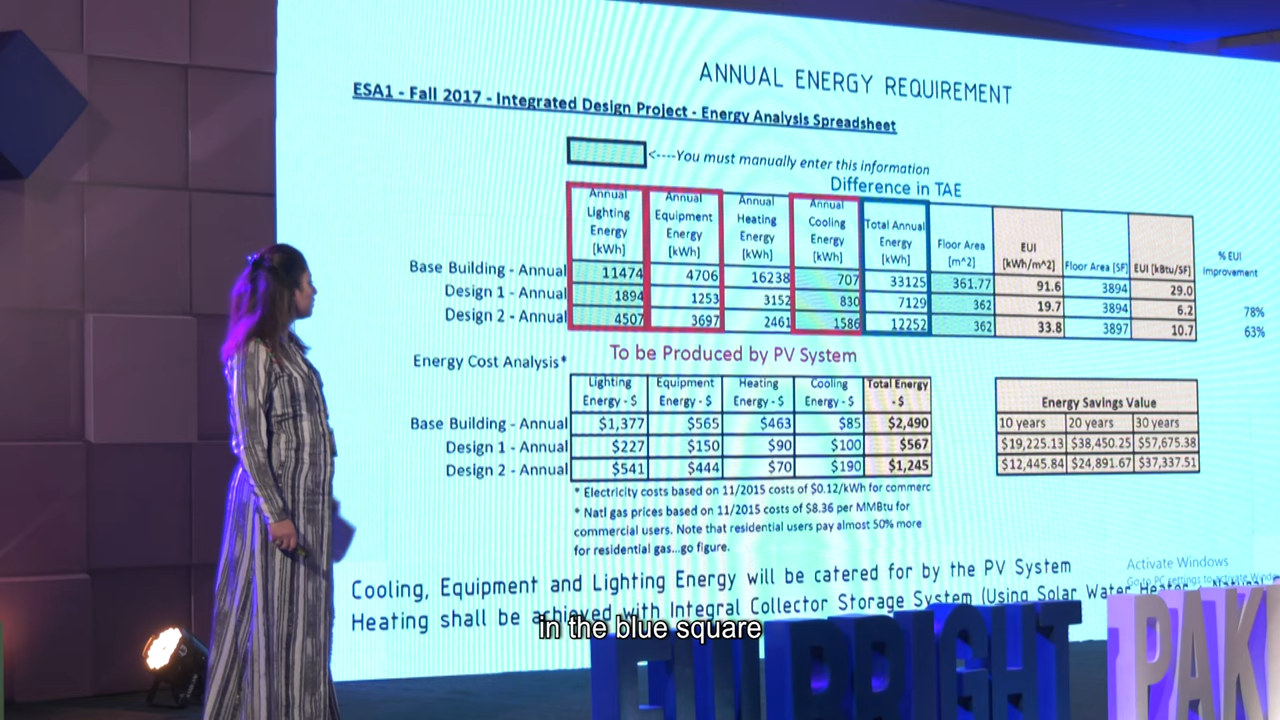 ANNUAL ENERGY REQUIREMENT
ESA1 - Fall 2017 - Integrated Design Project - Energy Analysis Spreadsheet
<----You must manually enter this information
Difference in TAE
Annual Lighting Energy [kWh] Annual Equipment Energy [kWh] Annual Heating Energy [kWh] Annual Cooling Energy [kWh] Total Annual Energy [kWh] Floor Area [m^2] EUI [kWh/m^2] Floor Area [SF] EUI [kBtu/SF] % EUI Improvement
Base Building - Annual 11474 4706 16238 707 33125 361.77 91.6 3894 29.0
Design 1 - Annual 1894 1253 3152 830 7129 362 19.7 3894 6.2 78%
Design 2 - Annual 4507 3697 2461 1586 12252 362 33.8 3897 10.7 63%
To be Produced by PV System
Energy Cost Analysis*
Lighting Energy - $ Equipment Energy - $ Heating Energy - $ Cooling Energy - $ Total Energy - $
Base Building - Annual $1,377 $565 $463 $85 $2,490
Design 1 - Annual $227 $150 $90 $100 $567
Design 2 - Annual $541 $444 $70 $190 $1,245
Energy Savings Value
10 years 20 years 30 years
$19,225.13 $38,450.25 $57,675.38
$12,445.84 $24,891.67 $37,337.51
* Electricity costs based on 11/2015 costs of $0.12/kWh for commerc
* Natl gas prices based on 11/2015 costs of $8.36 per MMBtu for
commercial users. Note that residential users pay almost 50% more
for residential gas...go figure.
Activate Windows
Go to PC settings to activate Windo
Cooling, Equipment and Lighting Energy will be catered for by the PV System
Heating shall be achieved with Integral Collector Storage System (Using Solar Water Heater
in the blue square
FULBRIGHT
PAK